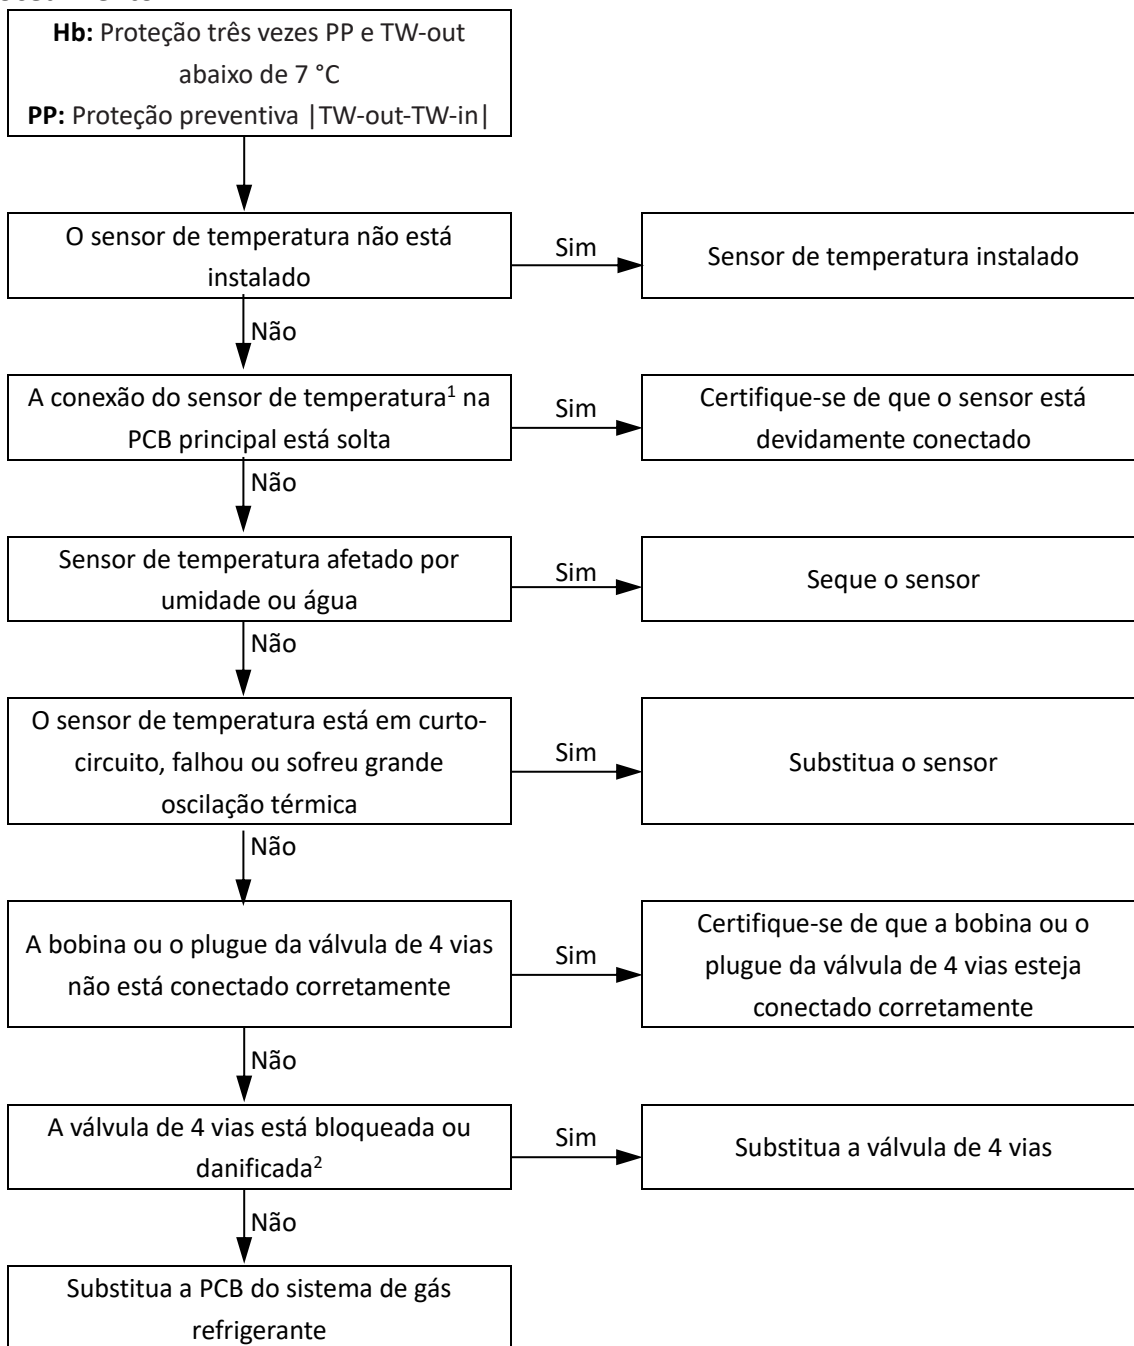 Hb: Proteção três vezes PP e TW-out
abaixo de 7 °C
PP: Proteção preventiva |TW-out-TW-in|
O sensor de temperatura não está
instalado
Sim
Sensor de temperatura instalado
Não
A conexão do sensor de temperatura¹ na
PCB principal está solta
Sim
Certifique-se de que o sensor está
devidamente conectado
Não
Sensor de temperatura afetado por
umidade ou água
Sim
Seque o sensor
Não
O sensor de temperatura está em curto-
circuito, falhou ou sofreu grande
oscilação térmica
Sim
Substitua o sensor
Não
A bobina ou o plugue da válvula de 4 vias
não está conectado corretamente
Sim
Certifique-se de que a bobina ou o
plugue da válvula de 4 vias esteja
conectado corretamente
Não
A válvula de 4 vias está bloqueada ou
danificada²
Sim
Substitua a válvula de 4 vias
Não
Substitua a PCB do sistema de gás
refrigerante